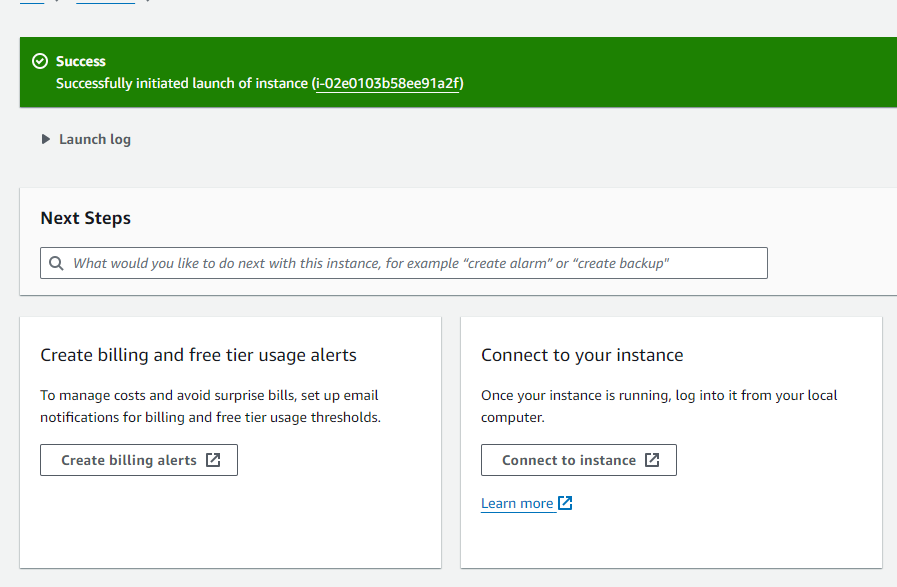 Success
Successfully initiated launch of instance (i-02e0103b58ee91a2f)
Launch log
Next Steps
What would you like to do next with this instance, for example “create alarm” or “create backup"
Create billing and free tier usage alerts
To manage costs and avoid surprise bills, set up email
notifications for billing and free tier usage thresholds.
Create billing alerts
Connect to your instance
Once your instance is running, log into it from your local
computer.
Connect to instance
Learn more